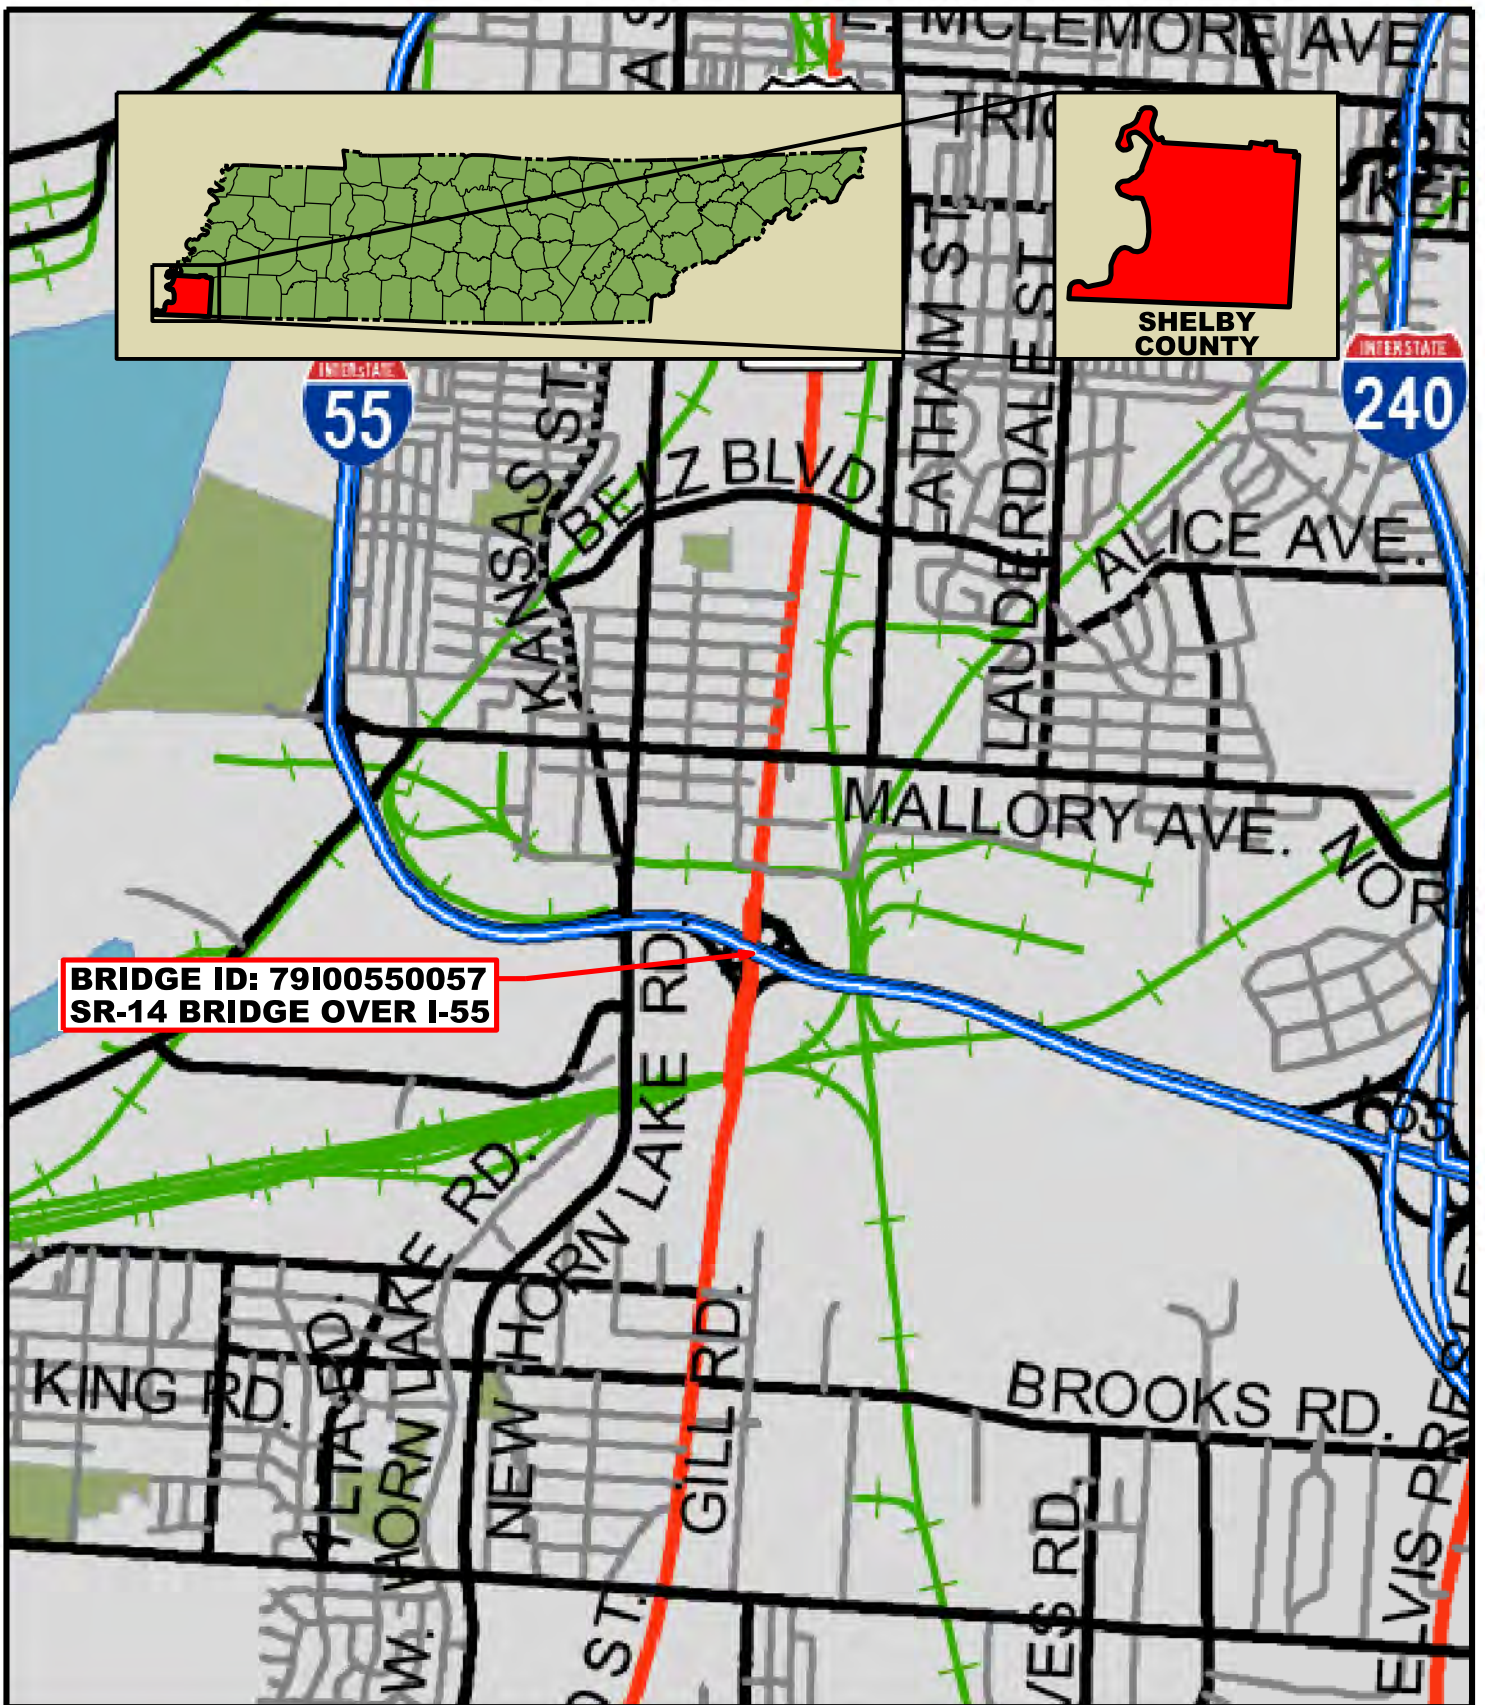 E. MCLEMORE AVE.
SHELBY
COUNTY
INTERSTATE
55
INTERSTATE
240
KANSAS ST.
BELZ BLVD.
LATHAM ST.
LAUDERDALE ST.
ALICE AVE.
MALLORY AVE.
BRIDGE ID: 79I00550057
SR-14 BRIDGE OVER I-55
NEW HORN LAKE RD.
W. HORN LAKE RD.
KING RD.
GILL RD.
BROOKS RD.